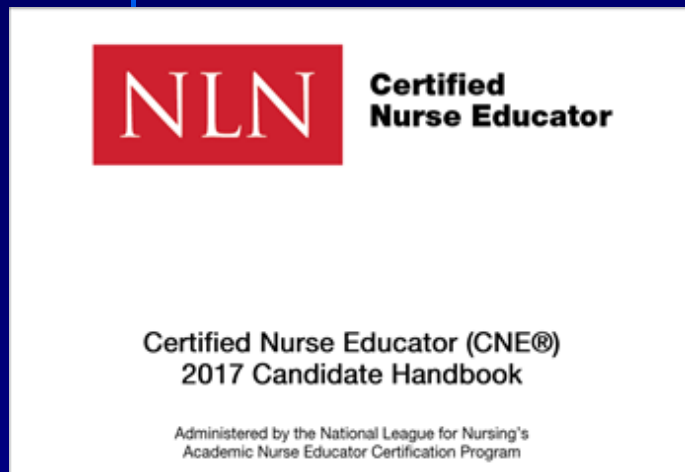 NLN
Certified
Nurse Educator
Certified Nurse Educator (CNE®)
2017 Candidate Handbook
Administered by the National League for Nursing's
Academic Nurse Educator Certification Program